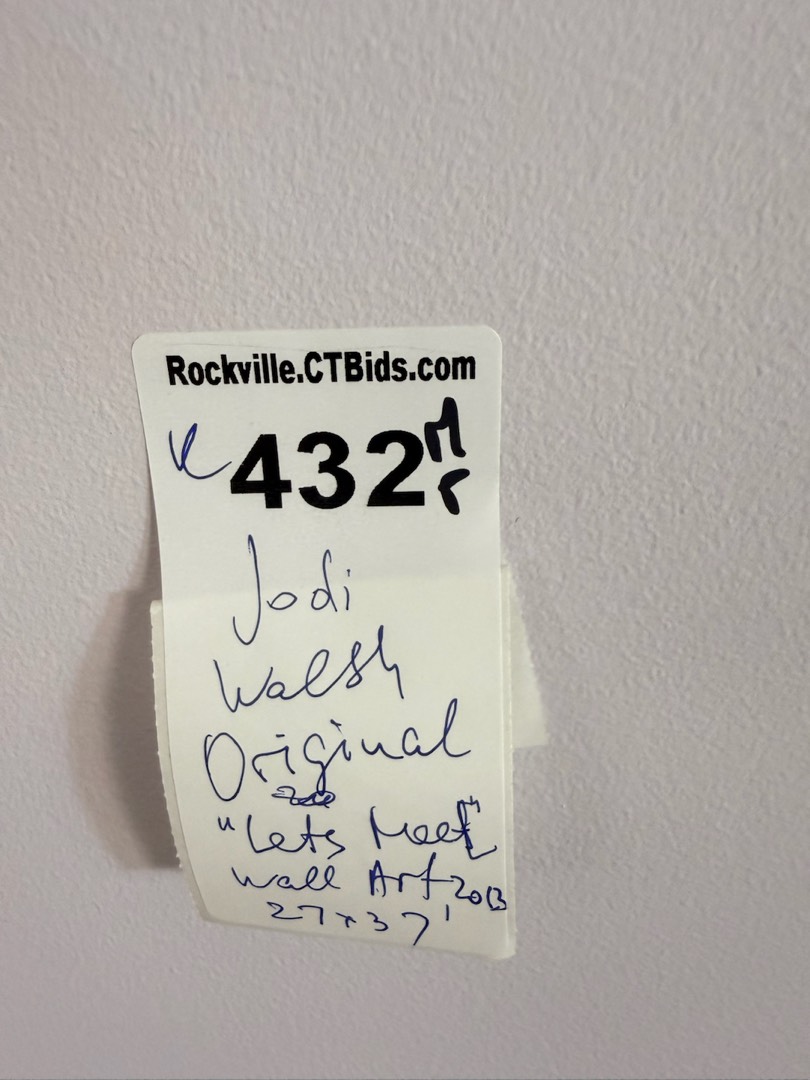 Rockville.CTBids.com
432
Jodi
Walsh
Original
"Lets Meet"
Wall Art 2013
27x37'